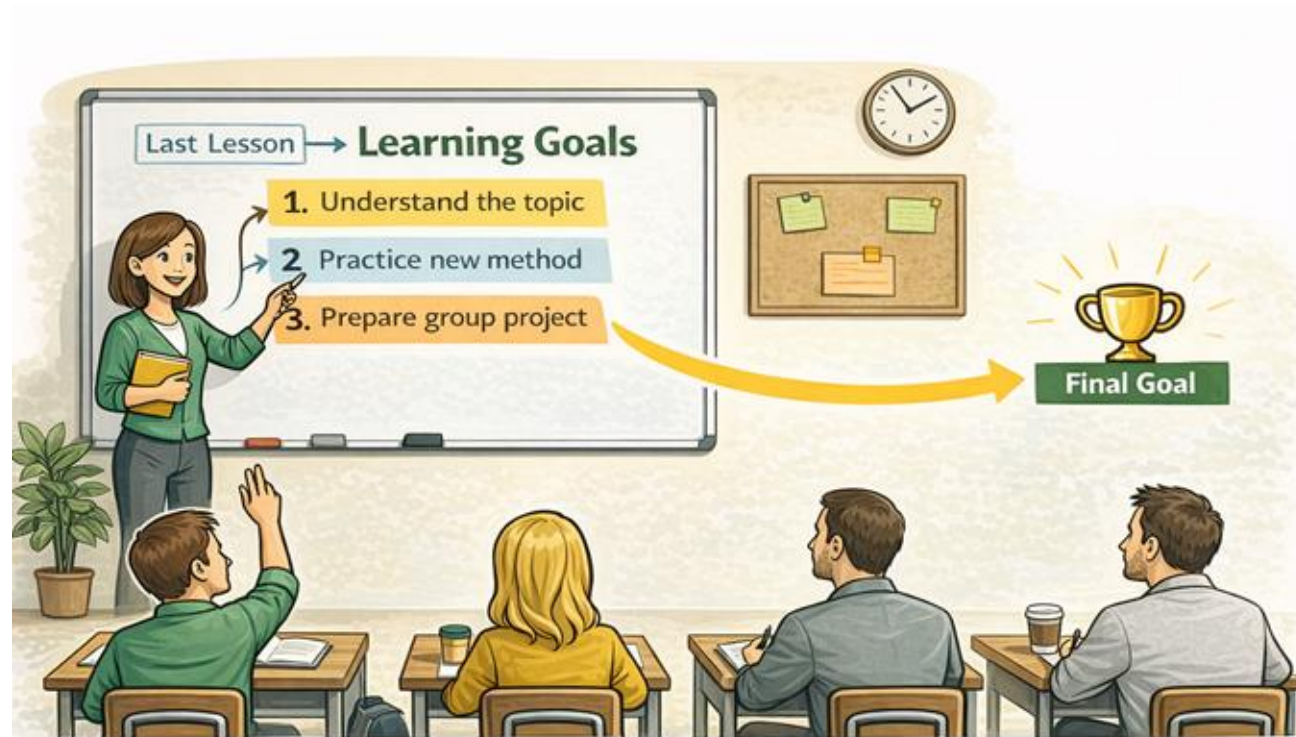 Last Lesson
Learning Goals
1. Understand the topic
2 Practice new method
3. Prepare group project
Final Goal